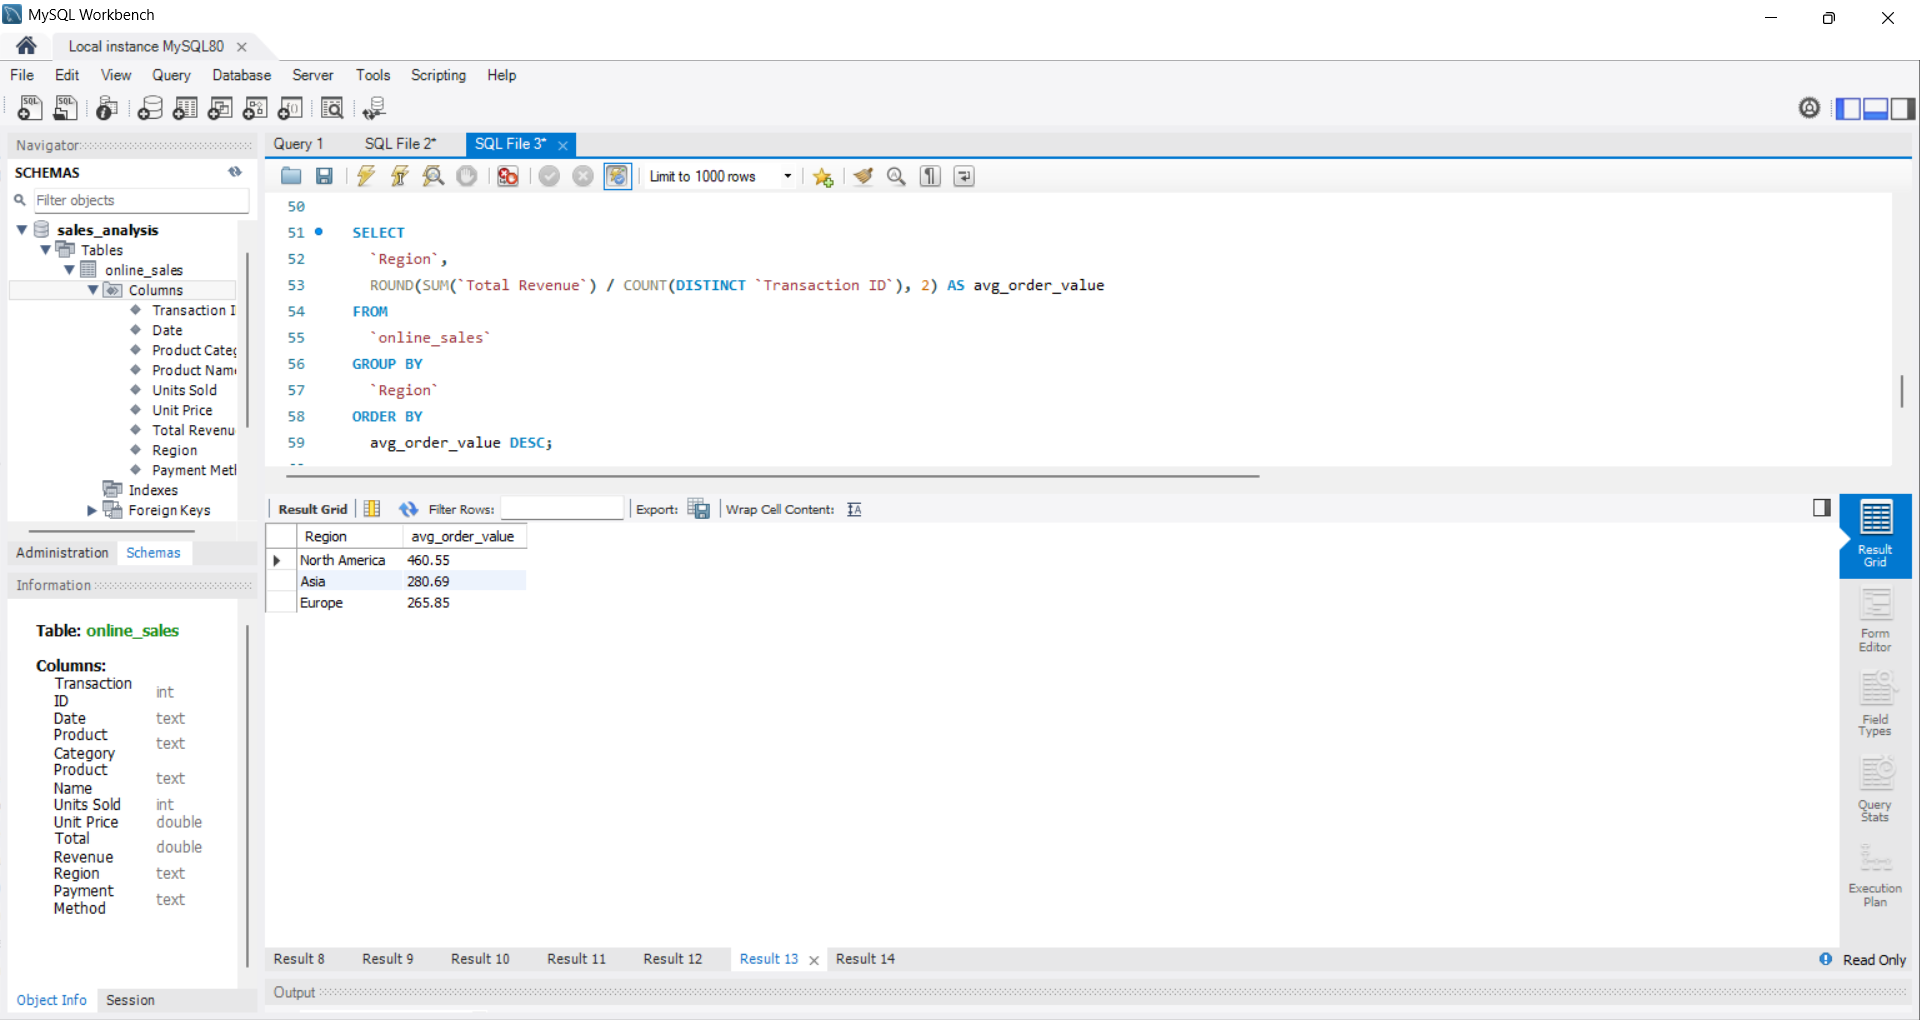 MySQL Workbench
Local instance MySQL80
File Edit View Query Database Server Tools Scripting Help
Navigator
SCHEMAS
Filter objects
sales_analysis
Tables
online_sales
Columns
Transaction I
Date
Product Categ
Product Nam
Units Sold
Unit Price
Total Revenu
Region
Payment Met
Indexes
Foreign Keys
Administration Schemas
Information
Table: online_sales
Columns:
Transaction ID int
Date text
Product Category text
Product Name text
Units Sold int
Unit Price double
Total Revenue double
Region text
Payment Method text
Object Info Session
Query 1 SQL File 2* SQL File 3*
Limit to 1000 rows
50
51 SELECT
52 `Region`,
53 ROUND(SUM(`Total Revenue`) / COUNT(DISTINCT `Transaction ID`), 2) AS avg_order_value
54 FROM
55 `online_sales`
56 GROUP BY
57 `Region`
58 ORDER BY
59 avg_order_value DESC;
Result Grid Filter Rows: Export: Wrap Cell Content:
Region avg_order_value
North America 460.55
Asia 280.69
Europe 265.85
Result Grid
Form Editor
Field Types
Query Stats
Execution Plan
Result 8 Result 9 Result 10 Result 11 Result 12 Result 13 Result 14
Read Only
Output